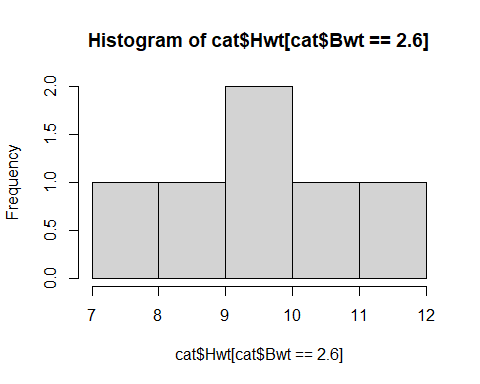 Histogram of cat$Hwt[cat$Bwt == 2.6]
Frequency
2.0
1.5
1.0
0.5
0.0
7 8 9 10 11 12
cat$Hwt[cat$Bwt == 2.6]